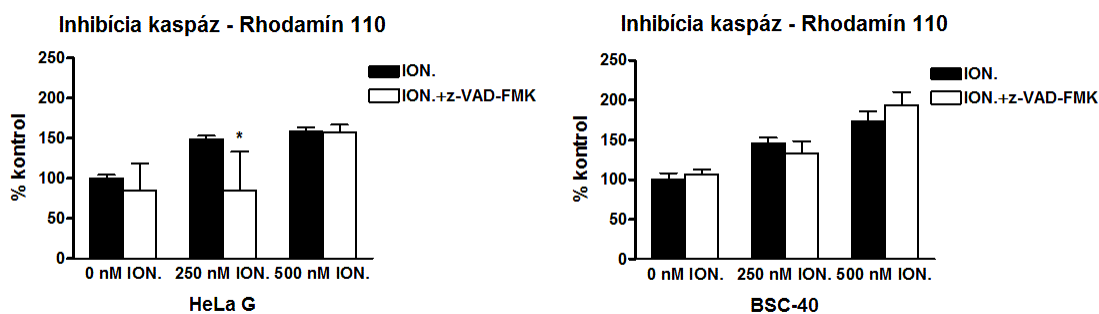 Inhibícia kaspáz - Rhodamín 110
250
200
150
100
50
0
% kontrol
ION.
ION.+z-VAD-FMK
*
0 nM ION. 250 nM ION. 500 nM ION.
HeLa G
Inhibícia kaspáz - Rhodamín 110
250
200
150
100
50
0
% kontrol
ION.
ION.+z-VAD-FMK
0 nM ION. 250 nM ION. 500 nM ION.
BSC-40